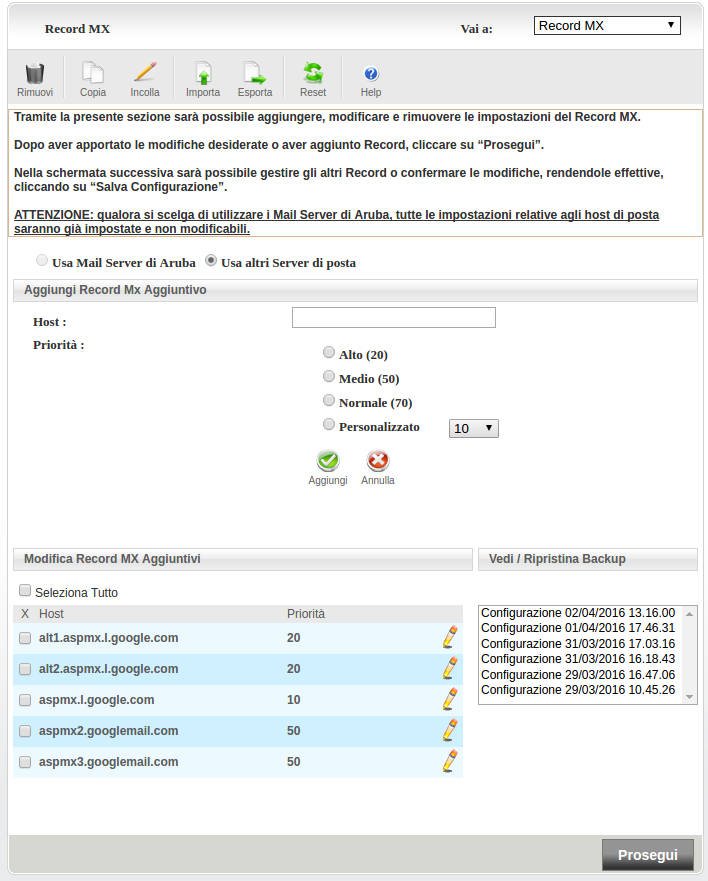 Record MX
Vai a:
Record MX
Rimuovi
Copia
Incolla
Importa
Esporta
Reset
Help
Tramite la presente sezione sarà possibile aggiungere, modificare e rimuovere le impostazioni del Record MX.
Dopo aver apportato le modifiche desiderate o aver aggiunto Record, cliccare su “Prosegui”.
Nella schermata successiva sarà possibile gestire gli altri Record o confermare le modifiche, rendendole effettive,
cliccando su “Salva Configurazione”.
ATTENZIONE: qualora si scelga di utilizzare i Mail Server di Aruba, tutte le impostazioni relative agli host di posta
saranno già impostate e non modificabili.
Usa Mail Server di Aruba
Usa altri Server di posta
Aggiungi Record Mx Aggiuntivo
Host :
Priorità :
Alto (20)
Medio (50)
Normale (70)
Personalizzato
10
Aggiungi
Annulla
Modifica Record MX Aggiuntivi
Seleziona Tutto
X Host Priorità
alt1.aspmx.l.google.com 20
alt2.aspmx.l.google.com 20
aspmx.l.google.com 10
aspmx2.googlemail.com 50
aspmx3.googlemail.com 50
Vedi / Ripristina Backup
Configurazione 02/04/2016 13.16.00
Configurazione 01/04/2016 17.46.31
Configurazione 31/03/2016 17.03.16
Configurazione 31/03/2016 16.18.43
Configurazione 29/03/2016 16.47.06
Configurazione 29/03/2016 10.45.26
Prosegui